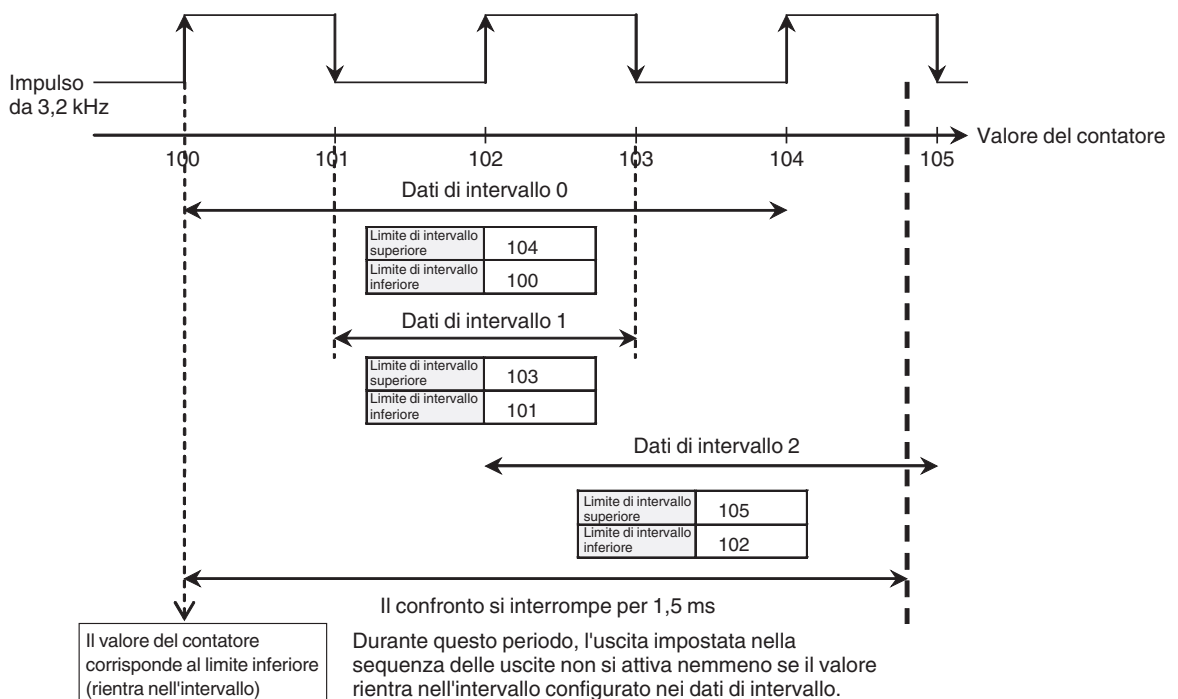 Impulso
da 3,2 kHz
Valore del contatore
100 101 102 103 104 105
Dati di intervallo 0
Limite di intervallo
superiore 104
Limite di intervallo
inferiore 100
Dati di intervallo 1
Limite di intervallo
superiore 103
Limite di intervallo
inferiore 101
Dati di intervallo 2
Limite di intervallo
superiore 105
Limite di intervallo
inferiore 102
Il confronto si interrompe per 1,5 ms
Il valore del contatore
corrisponde al limite inferiore
(rientra nell'intervallo)
Durante questo periodo, l'uscita impostata nella
sequenza delle uscite non si attiva nemmeno se il valore
rientra nell'intervallo configurato nei dati di intervallo.